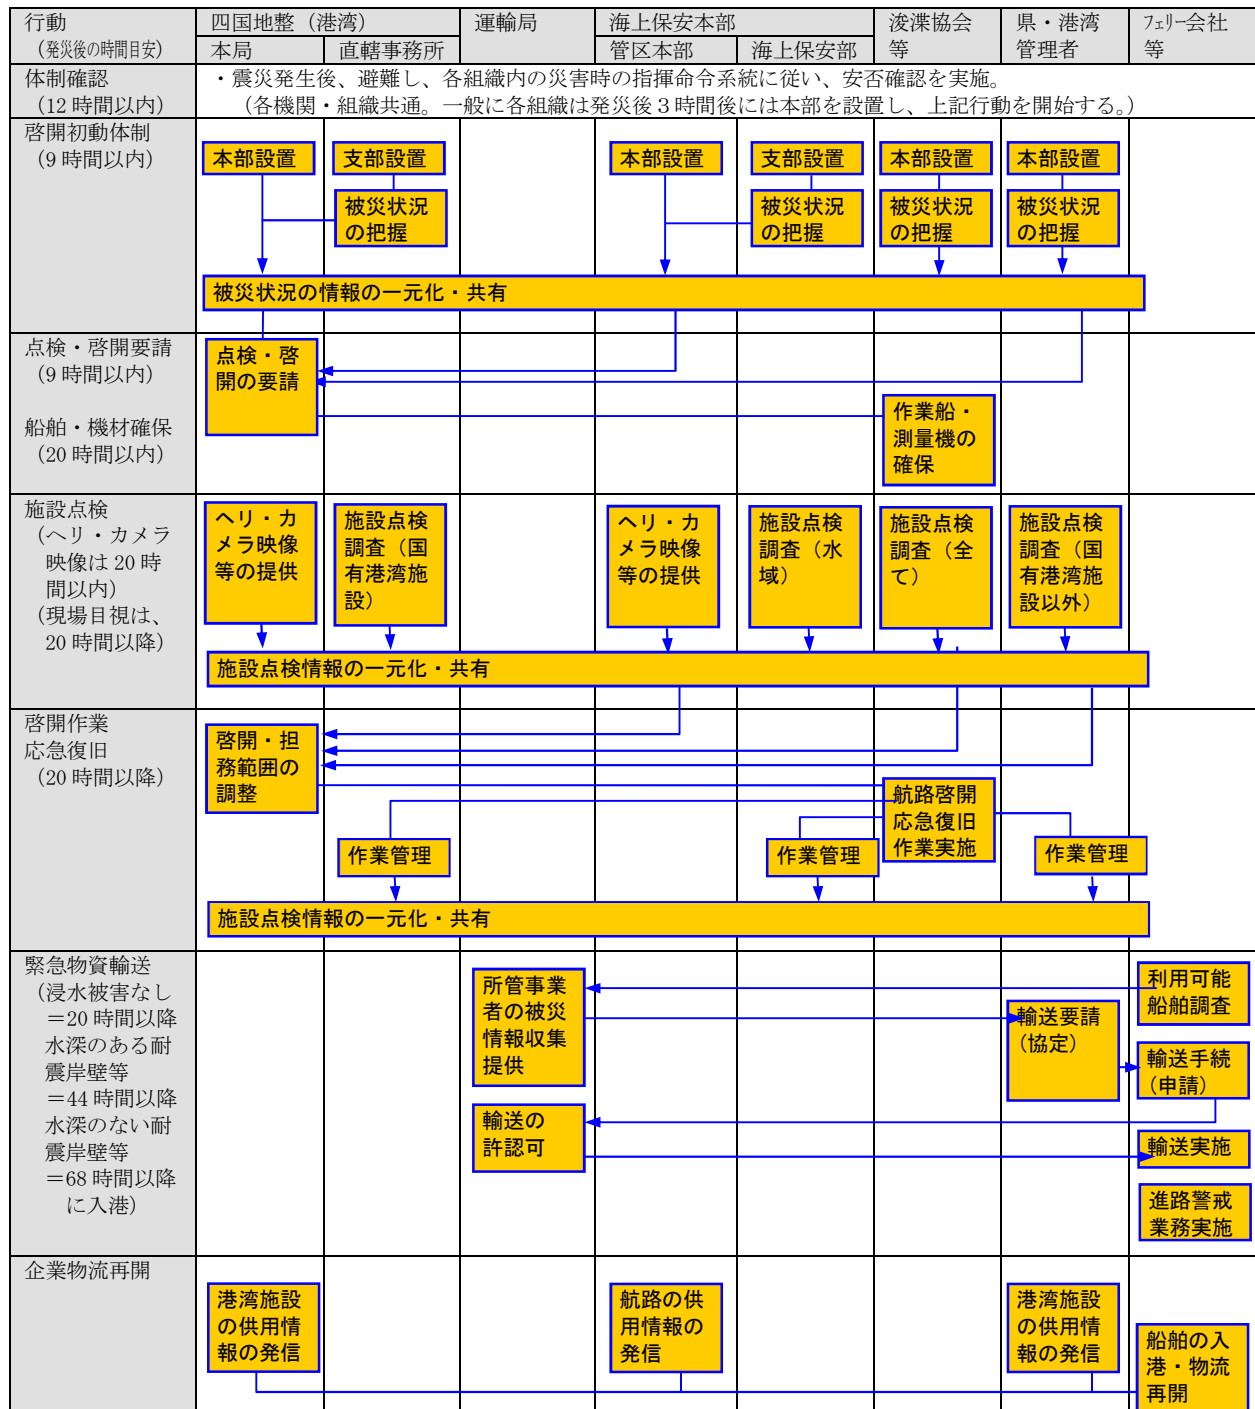 行動
(発災後の時間目安)
四国地整（港湾）
運輸局
海上保安本部
浚渫協会
等
県・港湾
管理者
フェリー会社
等
本局
直轄事務所
管区本部
海上保安部
体制確認
(12 時間以内)
・震災発生後、避難し、各組織内の災害時の指揮命令系統に従い、安否確認を実施。
（各機関・組織共通。一般に各組織は発災後３時間後には本部を設置し、上記行動を開始する。）
啓開初動体制
(9 時間以内)
本部設置
支部設置
本部設置
支部設置
本部設置
本部設置
被災状況
の把握
被災状況
の把握
被災状況
の把握
被災状況
の把握
被災状況の情報の一元化・共有
点検・啓開要請
(9 時間以内)
船舶・機材確保
(20 時間以内)
点検・啓
開の要請
作業船・
測量機の
確保
施設点検
(ヘリ・カメラ
映像は 20 時
間以内)
(現場目視は、
20 時間以降)
ヘリ・カ
メラ映像
等の提供
施設点検
調査（国
有港湾施
設）
ヘリ・カ
メラ映像
等の提供
施設点検
調査（水
域）
施設点検
調査（全
て）
施設点検
調査（国
有港湾施
設以外）
施設点検情報の一元化・共有
啓開作業
応急復旧
(20 時間以降)
啓開・担
務範囲の
調整
航路啓開
応急復旧
作業実施
作業管理
作業管理
作業管理
施設点検情報の一元化・共有
緊急物資輸送
(浸水被害なし
＝20 時間以降
水深のある耐
震岸壁等
＝44 時間以降
水深のない耐
震岸壁等
＝68 時間以降
に入港)
所管事業
者の被災
情報収集
提供
利用可能
船舶調査
輸送要請
（協定）
輸送手続
（申請）
輸送の
許認可
輸送実施
進路警戒
業務実施
企業物流再開
港湾施設
の供用情
報の発信
航路の供
用情報の
発信
港湾施設
の供用情
報の発信
船舶の入
港・物流
再開